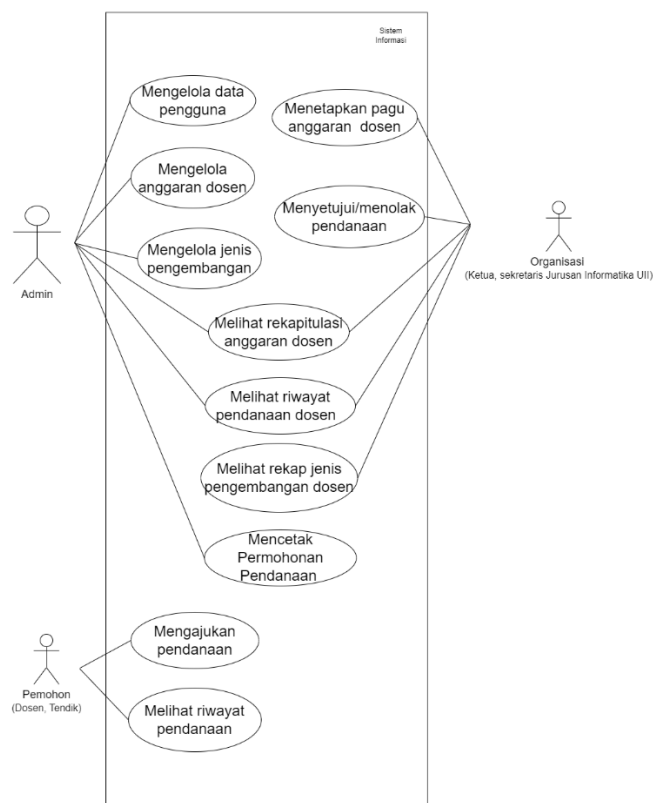 Sistem
Informasi
Mengelola data
pengguna
Menetapkan pagu
anggaran dosen
Mengelola
anggaran dosen
Menyetujui/menolak
pendanaan
Mengelola jenis
pengembangan
Admin
Organisasi
(Ketua, sekretaris Jurusan Informatika UII)
Melihat rekapitulasi
anggaran dosen
Melihat riwayat
pendanaan dosen
Melihat rekap jenis
pengembangan dosen
Mencetak
Permohonan
Pendanaan
Mengajukan
pendanaan
Pemohon
(Dosen, Tendik)
Melihat riwayat
pendanaan